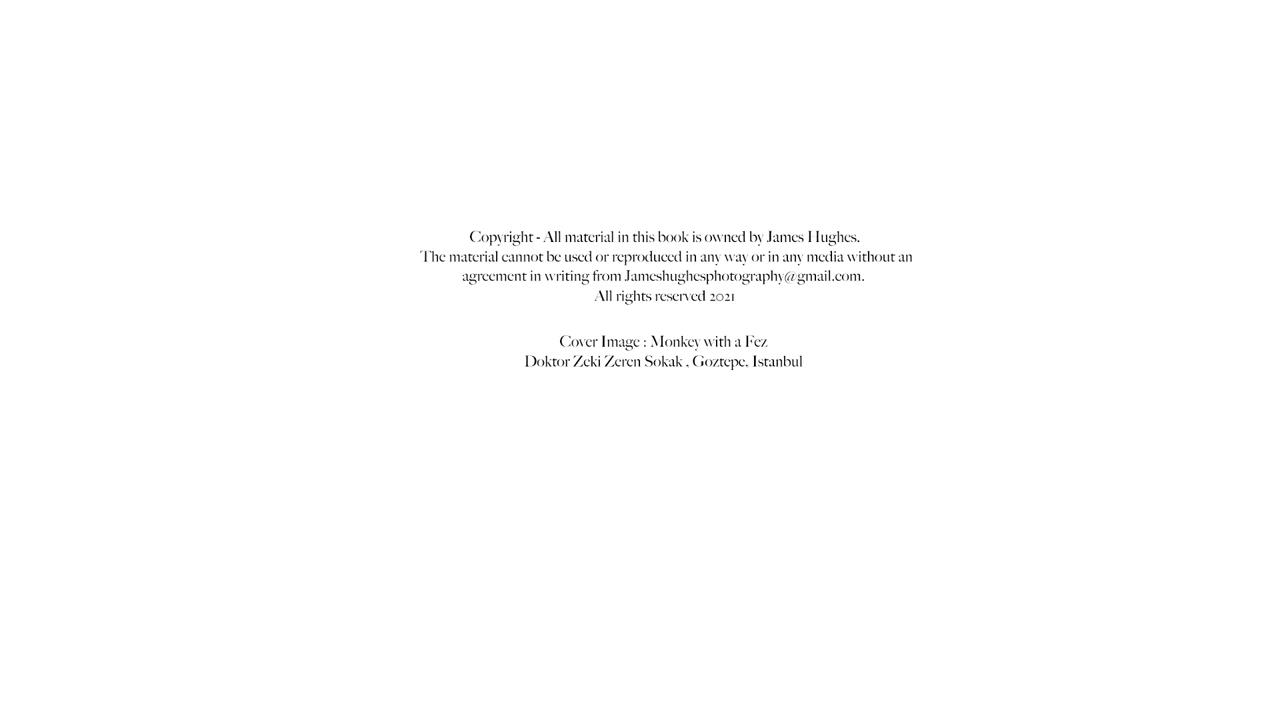 Copyright - All material in this book is owned by James Hughes.
The material cannot be used or reproduced in any way or in any media without an
agreement in writing from Jameshughesphotography@gmail.com.
All rights reserved 2021
Cover Image : Monkey with a Fez
Doktor Zeki Zeren Sokak , Goztepe, Istanbul